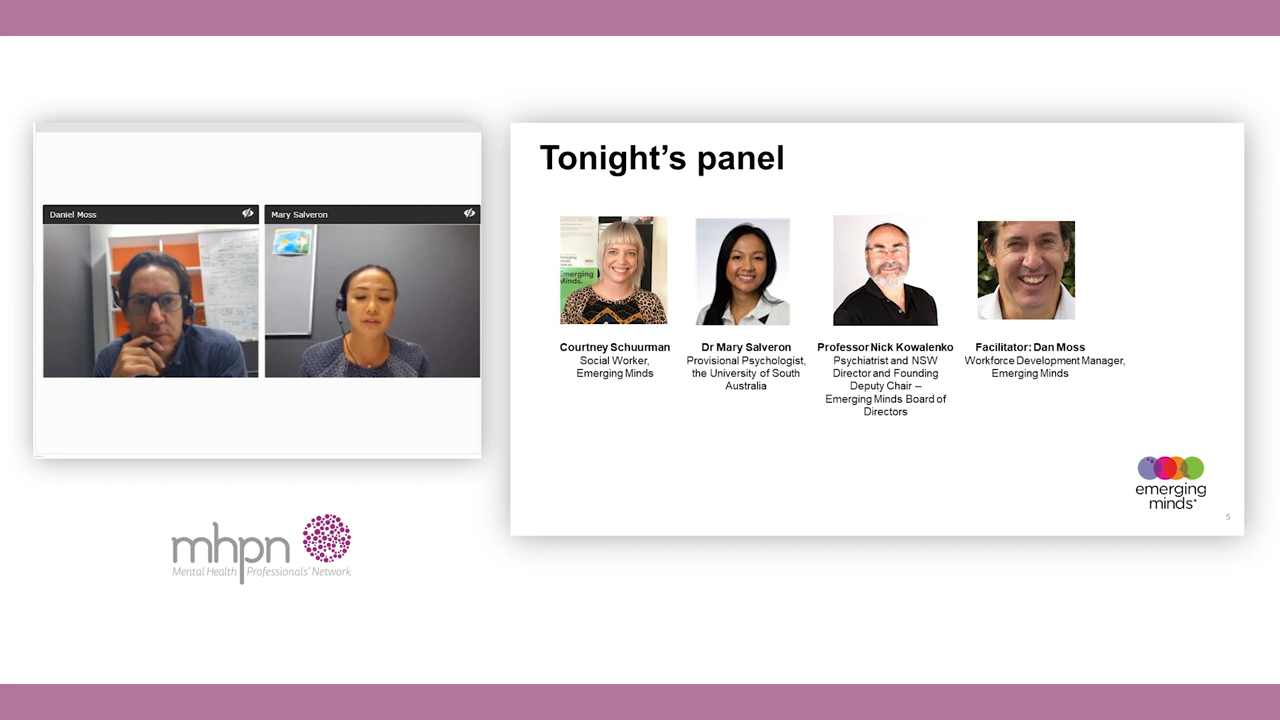 Daniel Moss
Mary Salveron
Tonight's panel
Emerging
Minds.
Courtney Schuurman
Social Worker,
Emerging Minds
Dr Mary Salveron
Provisional Psychologist,
the University of South
Australia
Professor Nick Kowalenko
Psychiatrist and NSW
Director and Founding
Deputy Chair –
Emerging Minds Board of
Directors
Facilitator: Dan Moss
Workforce Development Manager,
Emerging Minds
emerging
minds
5
mhpn
Mental Health Professionals' Network